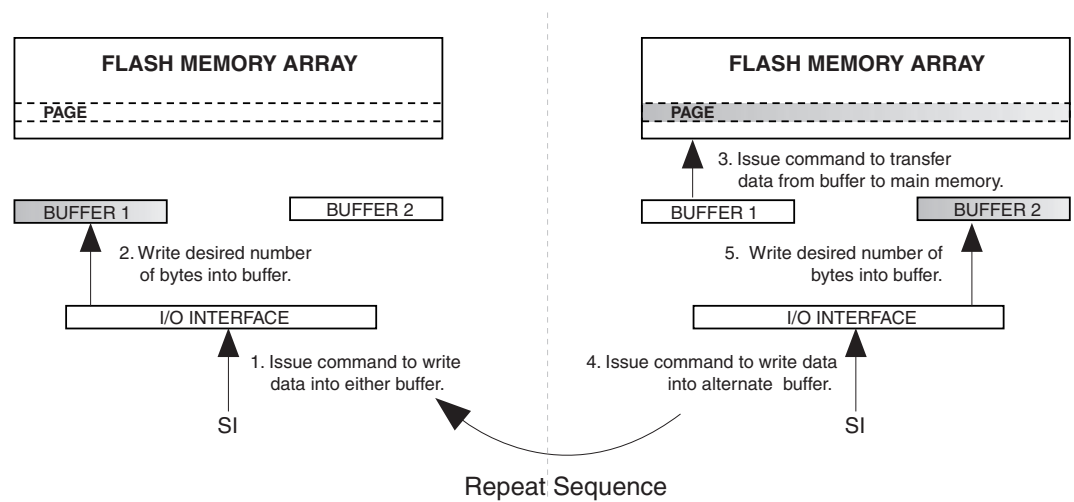 FLASH MEMORY ARRAY
PAGE
BUFFER 1
BUFFER 2
2. Write desired number
of bytes into buffer.
I/O INTERFACE
1. Issue command to write
data into either buffer.
SI
FLASH MEMORY ARRAY
PAGE
3. Issue command to transfer
data from buffer to main memory.
BUFFER 1
BUFFER 2
5. Write desired number of
bytes into buffer.
I/O INTERFACE
4. Issue command to write data
into alternate buffer.
SI
Repeat Sequence